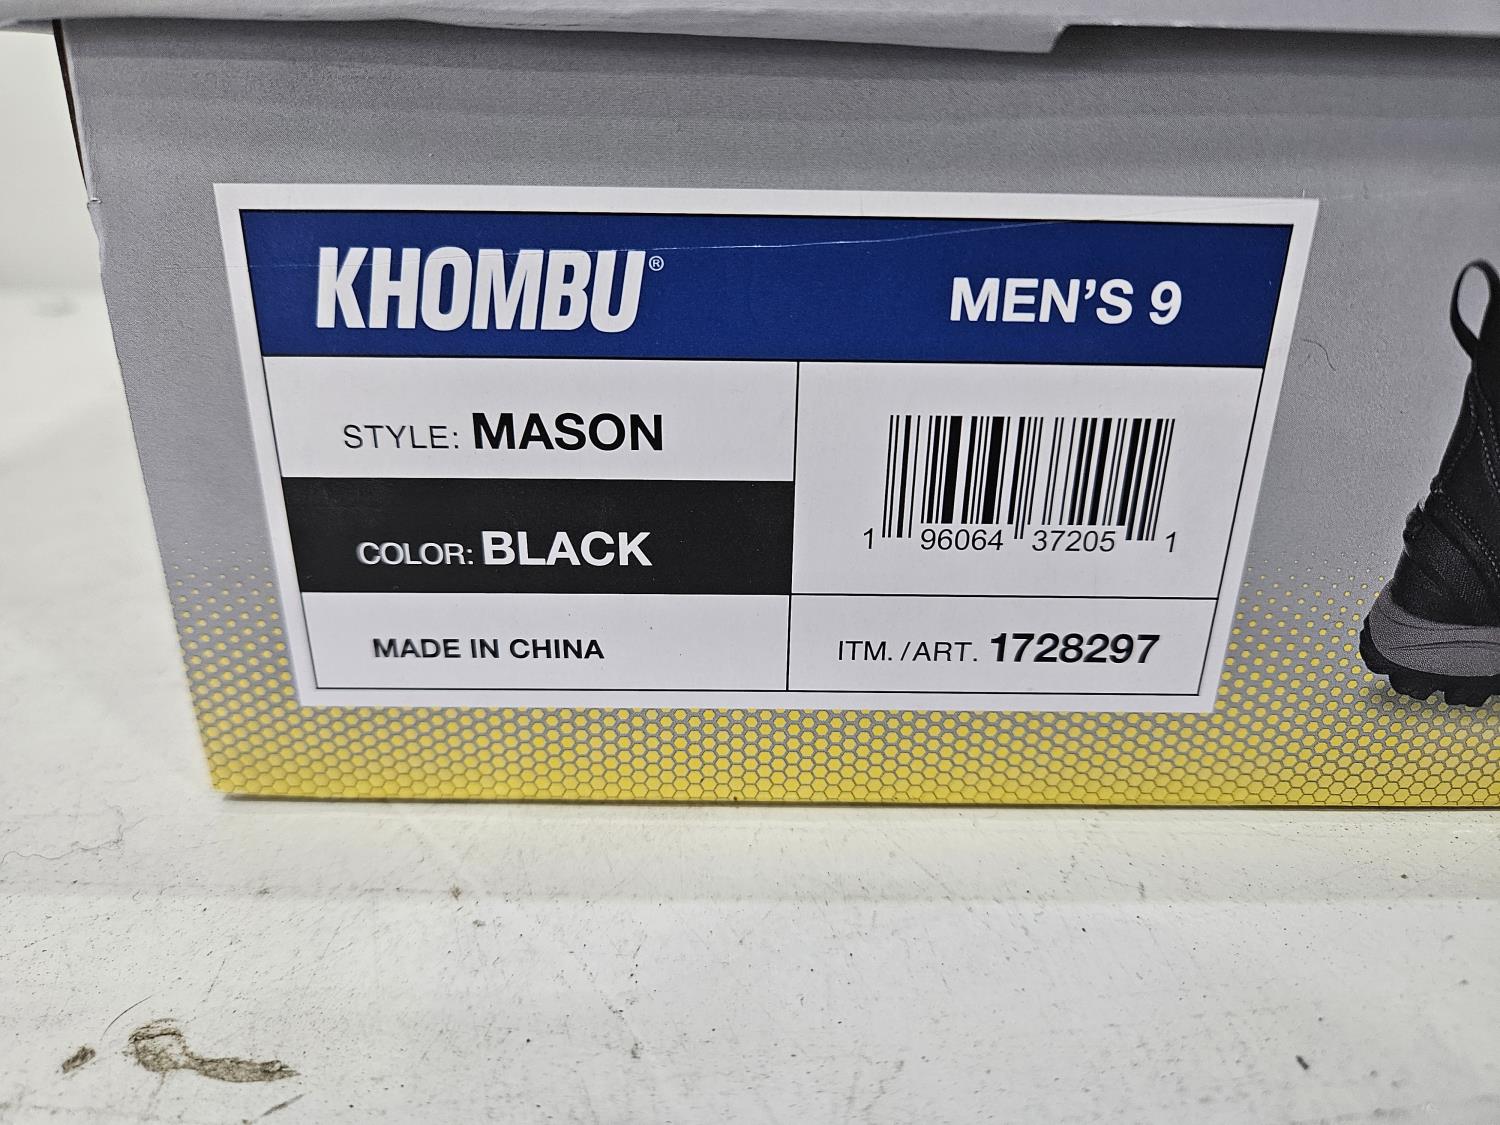 KHOMBU® MEN'S 9
STYLE: MASON
COLOR: BLACK
1 96064 37205 1
MADE IN CHINA
ITM. / ART. 1728297